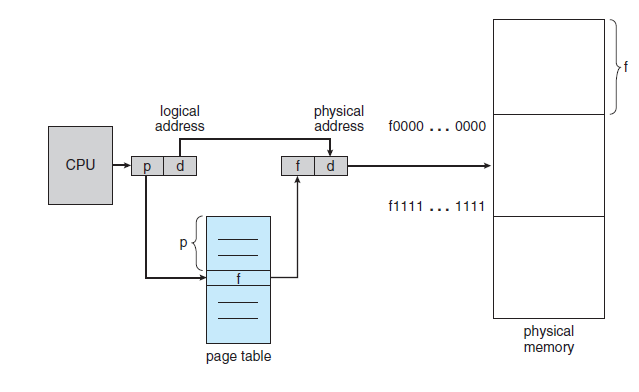 f
logical
address
physical
address
f0000 ... 0000
CPU
p
d
f
d
f1111 ... 1111
p
f
physical
memory
page table